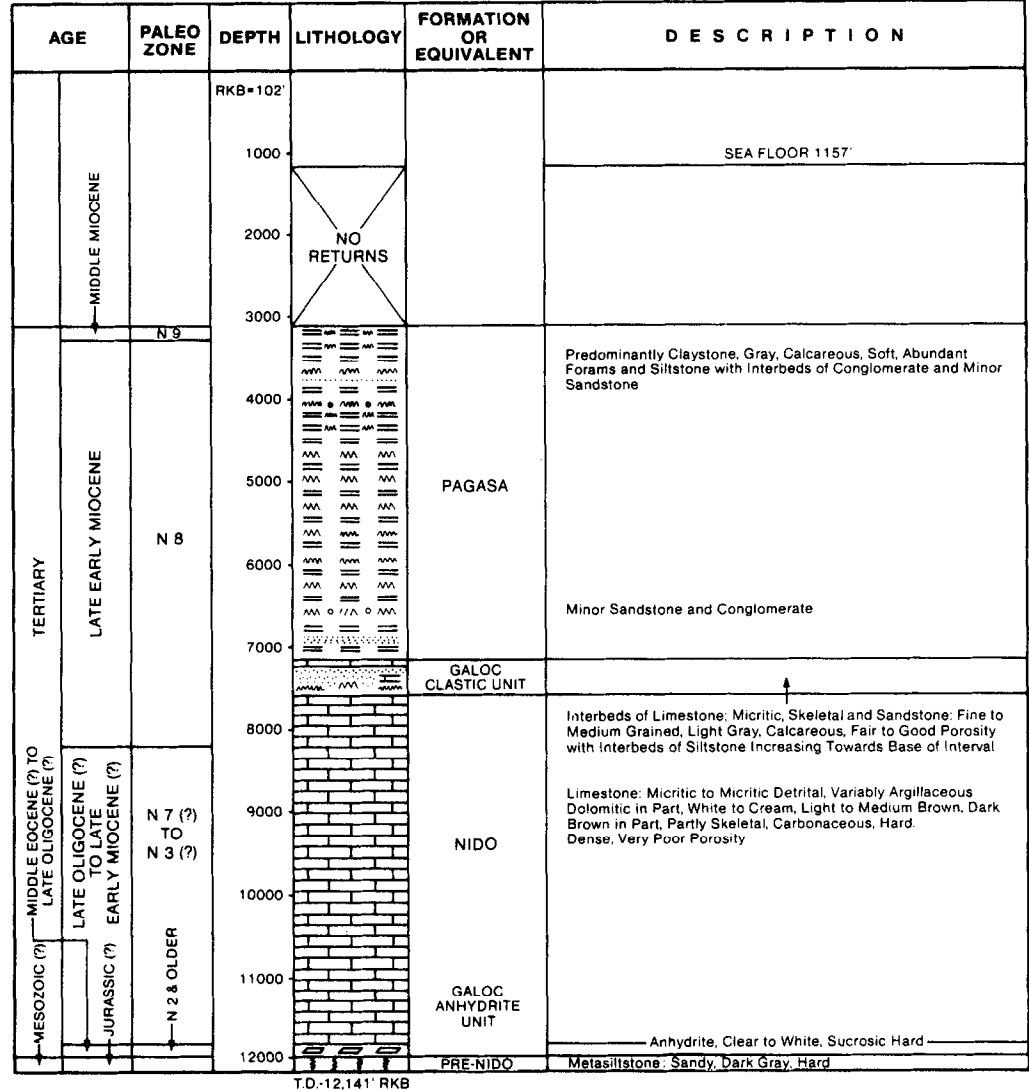 AGE
PALEO
ZONE
DEPTH
LITHOLOGY
FORMATION
OR
EQUIVALENT
DESCRIPTION
RKB=102'
1000
SEA FLOOR 1157'
MIDDLE MIOCENE
2000
NO
RETURNS
3000
N 9
Predominantly Claystone, Gray, Calcareous, Soft, Abundant
Forams and Siltstone with Interbeds of Conglomerate and Minor
Sandstone
4000
5000
PAGASA
LATE EARLY MIOCENE
N 8
TERTIARY
6000
Minor Sandstone and Conglomerate
7000
GALOC
CLASTIC UNIT
8000
Interbeds of Limestone; Micritic, Skeletal and Sandstone: Fine to
Medium Grained, Light Gray, Calcareous, Fair to Good Porosity
with Interbeds of Siltstone Increasing Towards Base of Interval
MIDDLE EOCENE (?) TO
LATE OLIGOCENE (?)
LATE OLIGOCENE (?)
TO LATE
EARLY MIOCENE (?)
N 7 (?)
TO
N 3 (?)
9000
Limestone: Micritic to Micritic Detrital, Variably Argillaceous
Dolomitic in Part, White to Cream, Light to Medium Brown, Dark
Brown in Part, Partly Skeletal, Carbonaceous, Hard.
Dense, Very Poor Porosity
NIDO
10000
MESOZOIC (?)
JURASSIC (?)
N 2 & OLDER
11000
GALOC
ANHYDRITE
UNIT
Anhydrite, Clear to White, Sucrosic Hard
12000
PRE-NIDO
Metasiltstone: Sandy, Dark Gray, Hard
T.D.-12,141' RKB